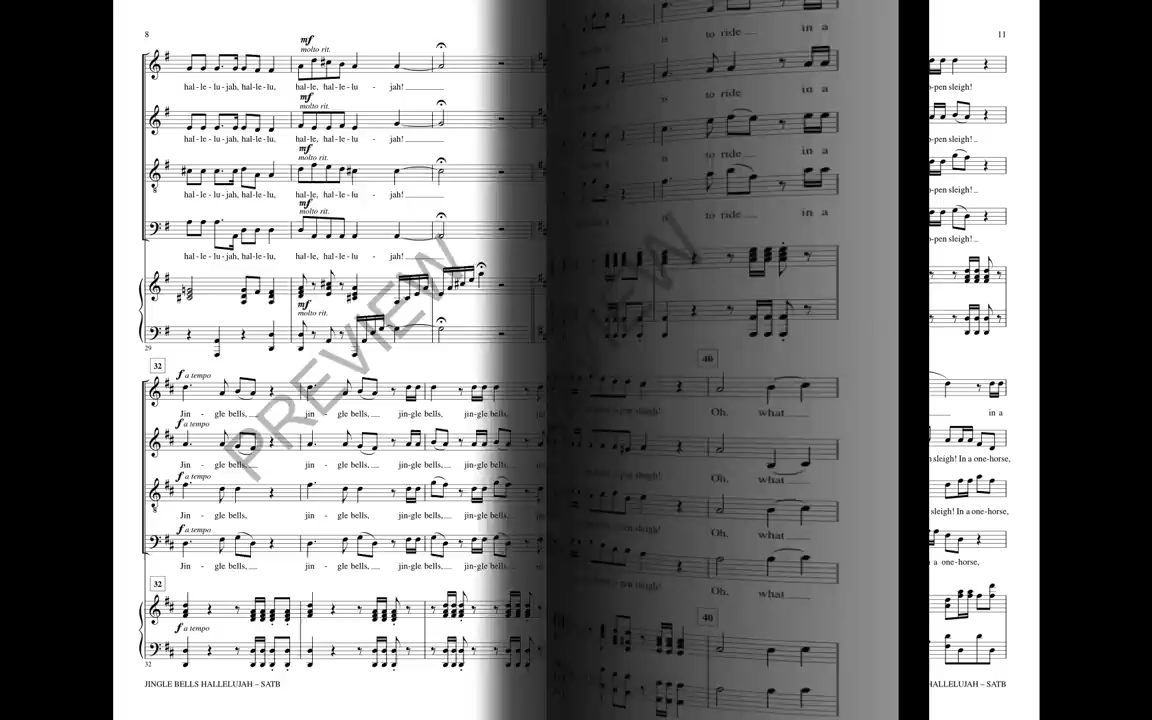 8
mf
molto rit.
hal - le - lu - jah, hal - le - lu, hal - le, hal - le - lu - jah!
mf
molto rit.
hal - le - lu - jah, hal - le - lu, hal - le, hal - le - lu - jah!
mf
molto rit.
hal - le - lu - jah, hal - le - lu, hal - le, hal - le - lu - jah!
mf
molto rit.
hal - le - lu - jah, hal - le - lu, hal - le, hal - le - lu - jah!
mf
molto rit.
29
32
f a tempo
Jin - gle bells, jin - gle bells, jin-gle bells, jin-gle bells,
f a tempo
Jin - gle bells, jin - gle bells, jin-gle bells, jin-gle bells,
f a tempo
Jin - gle bells, jin - gle bells, jin-gle bells, jin-gle bells,
f a tempo
Jin - gle bells, jin - gle bells, jin-gle bells, jin-gle bells,
32
f a tempo
32
JINGLE BELLS HALLELUJAH – SATB
PREVIEW
to ride in a
to ride in a
to ride in a
to ride in a
40
Oh, what
Oh, what
Oh, what
Oh, what
40
11
o-pen sleigh!
o-pen sleigh!
o-pen sleigh!
o-pen sleigh!
in a
sleigh! In a one-horse,
sleigh! In a one-horse,
a one-horse,
HALLELUJAH – SATB